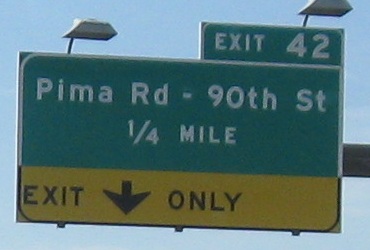 EXIT 42
Pima Rd - 90th St
1/4 MILE
EXIT ONLY